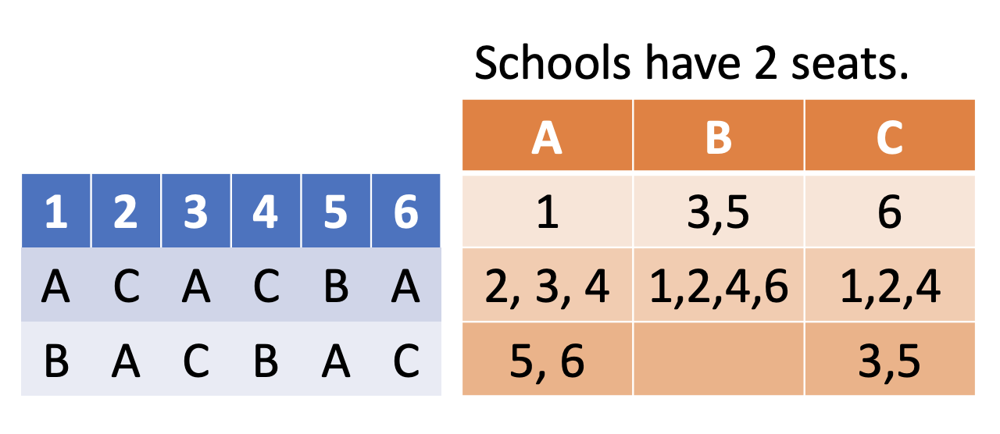 Schools have 2 seats.
1 2 3 4 5 6
A C A C B A
B A C B A C
A B C
1 3,5 6
2, 3, 4 1,2,4,6 1,2,4
5, 6 3,5